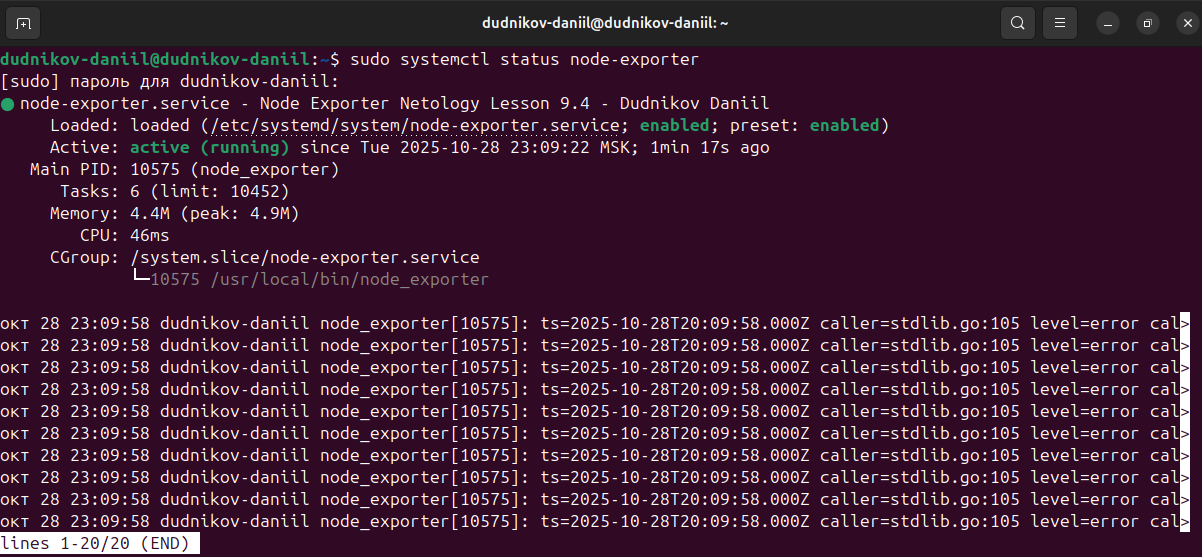 dudnikov-daniil@dudnikov-daniil: ~
dudnikov-daniil@dudnikov-daniil:~$ sudo systemctl status node-exporter
[sudo] пароль для dudnikov-daniil:
● node-exporter.service - Node Exporter Netology Lesson 9.4 - Dudnikov Daniil
     Loaded: loaded (/etc/systemd/system/node-exporter.service; enabled; preset: enabled)
     Active: active (running) since Tue 2025-10-28 23:09:22 MSK; 1min 17s ago
   Main PID: 10575 (node_exporter)
      Tasks: 6 (limit: 10452)
     Memory: 4.4M (peak: 4.9M)
        CPU: 46ms
     CGroup: /system.slice/node-exporter.service
             └─10575 /usr/local/bin/node_exporter
окт 28 23:09:58 dudnikov-daniil node_exporter[10575]: ts=2025-10-28T20:09:58.000Z caller=stdlib.go:105 level=error cal>
окт 28 23:09:58 dudnikov-daniil node_exporter[10575]: ts=2025-10-28T20:09:58.000Z caller=stdlib.go:105 level=error cal>
окт 28 23:09:58 dudnikov-daniil node_exporter[10575]: ts=2025-10-28T20:09:58.000Z caller=stdlib.go:105 level=error cal>
окт 28 23:09:58 dudnikov-daniil node_exporter[10575]: ts=2025-10-28T20:09:58.000Z caller=stdlib.go:105 level=error cal>
окт 28 23:09:58 dudnikov-daniil node_exporter[10575]: ts=2025-10-28T20:09:58.000Z caller=stdlib.go:105 level=error cal>
окт 28 23:09:58 dudnikov-daniil node_exporter[10575]: ts=2025-10-28T20:09:58.000Z caller=stdlib.go:105 level=error cal>
окт 28 23:09:58 dudnikov-daniil node_exporter[10575]: ts=2025-10-28T20:09:58.000Z caller=stdlib.go:105 level=error cal>
окт 28 23:09:58 dudnikov-daniil node_exporter[10575]: ts=2025-10-28T20:09:58.000Z caller=stdlib.go:105 level=error cal>
окт 28 23:09:58 dudnikov-daniil node_exporter[10575]: ts=2025-10-28T20:09:58.000Z caller=stdlib.go:105 level=error cal>
окт 28 23:09:58 dudnikov-daniil node_exporter[10575]: ts=2025-10-28T20:09:58.000Z caller=stdlib.go:105 level=error cal>
lines 1-20/20 (END)